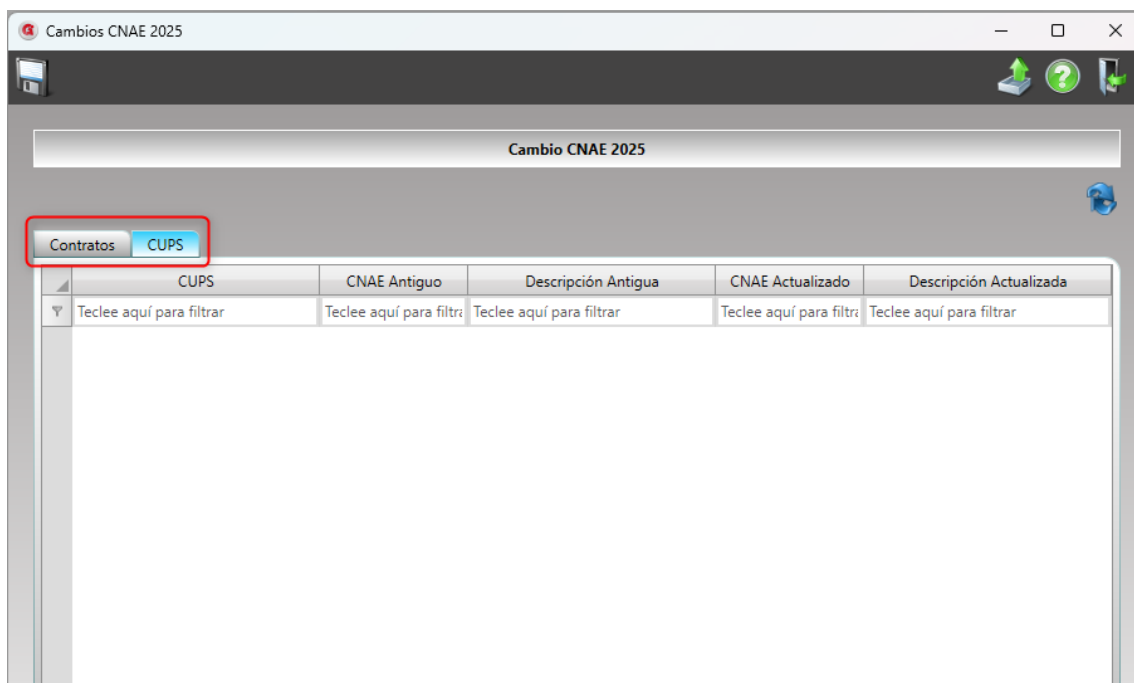 Cambios CNAE 2025
Cambio CNAE 2025
Contratos CUPS
CUPS CNAE Antiguo Descripción Antigua CNAE Actualizado Descripción Actualizada
Teclee aquí para filtrar Teclee aquí para filtra Teclee aquí para filtrar Teclee aquí para filtra Teclee aquí para filtrar